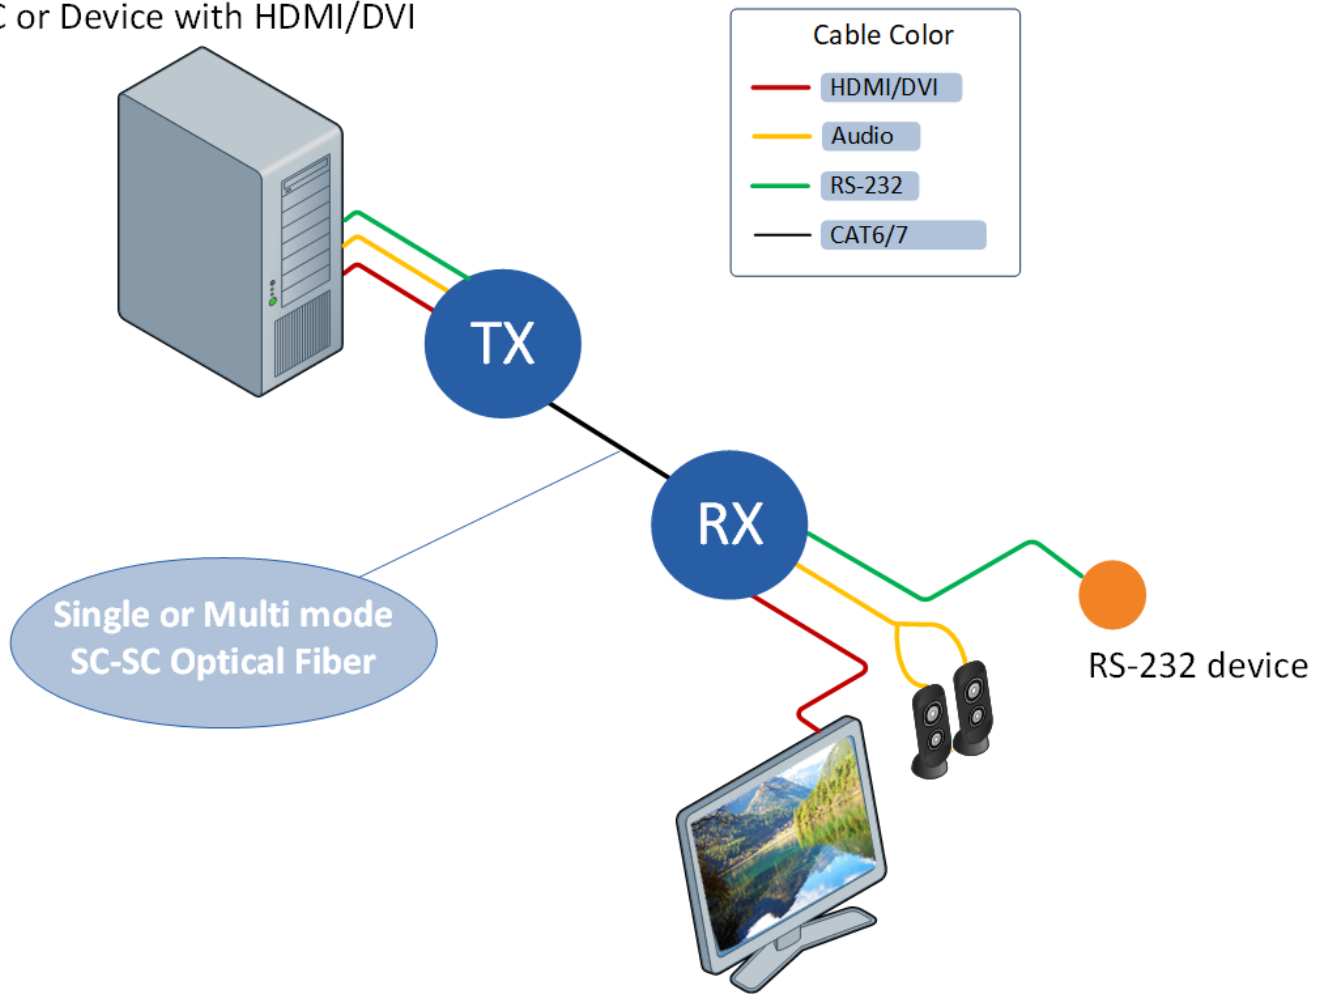 C or Device with HDMI/DVI
Cable Color
HDMI/DVI
Audio
RS-232
CAT6/7
TX
RX
Single or Multi mode
SC-SC Optical Fiber
RS-232 device